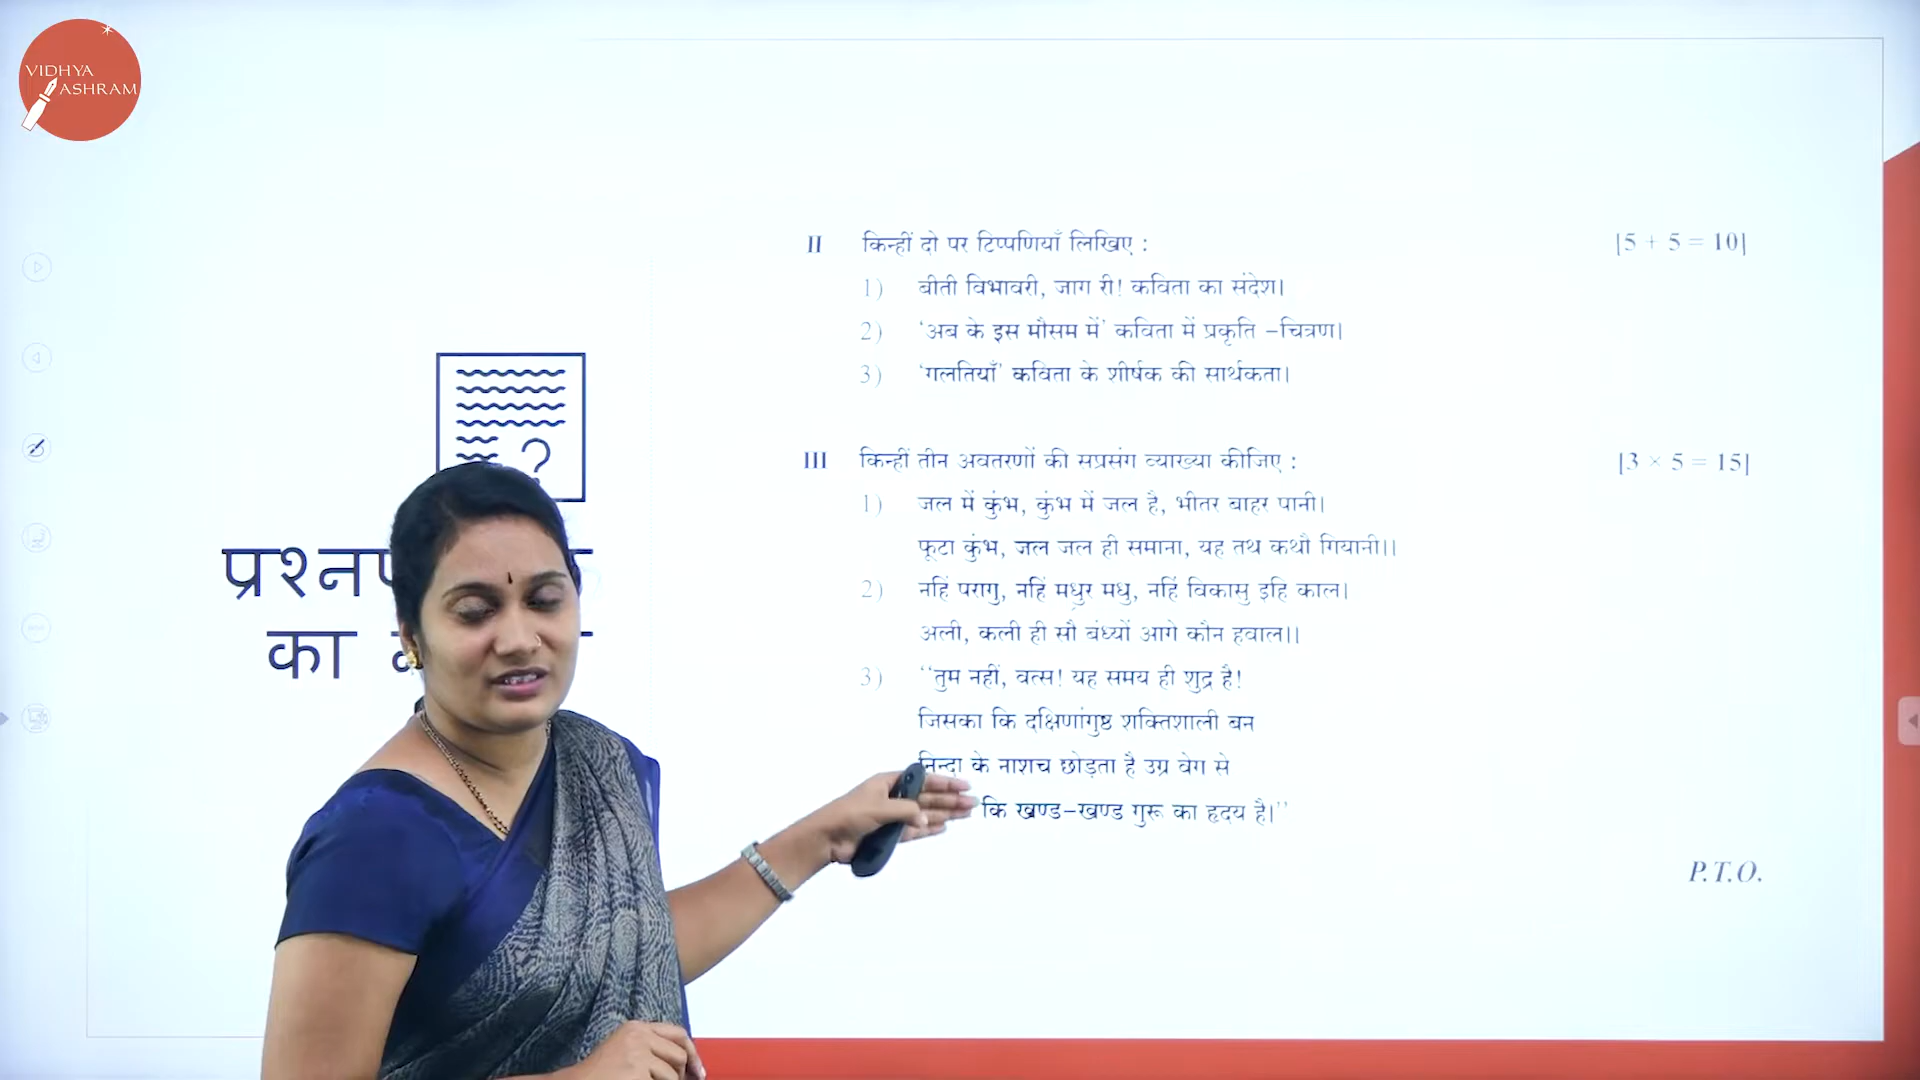 VIDHYA
ASHRAM
II किन्हीं दो पर टिप्पणियाँ लिखिए : [5 + 5 = 10]
1) बीती विभावरी, जाग री! कविता का संदेश।
2) 'अब के इस मौसम में' कविता में प्रकृति –चित्रण।
3) 'गलतियाँ' कविता के शीर्षक की सार्थकता।
?
III किन्हीं तीन अवतरणों की सप्रसंग व्याख्या कीजिए : [3 × 5 = 15]
1) जल में कुंभ, कुंभ में जल है, भीतर बाहर पानी।
फूटा कुंभ, जल जल ही समाना, यह तथ कथौ गियानी।।
2) नहिं परागु, नहिं मधुर मधु, नहिं विकासु इहि काल।
अली, कली ही सौ बंध्यों आगे कौन हवाल।।
3) ‘‘तुम नहीं, वत्स! यह समय ही शुद्र है!
जिसका कि दक्षिणांगुष्ठ शक्तिशाली बन
निन्दा के नाशच छोड़ता है उग्र वेग से
कि खण्ड–खण्ड गुरू का हृदय है।’’
का
P.T.O.